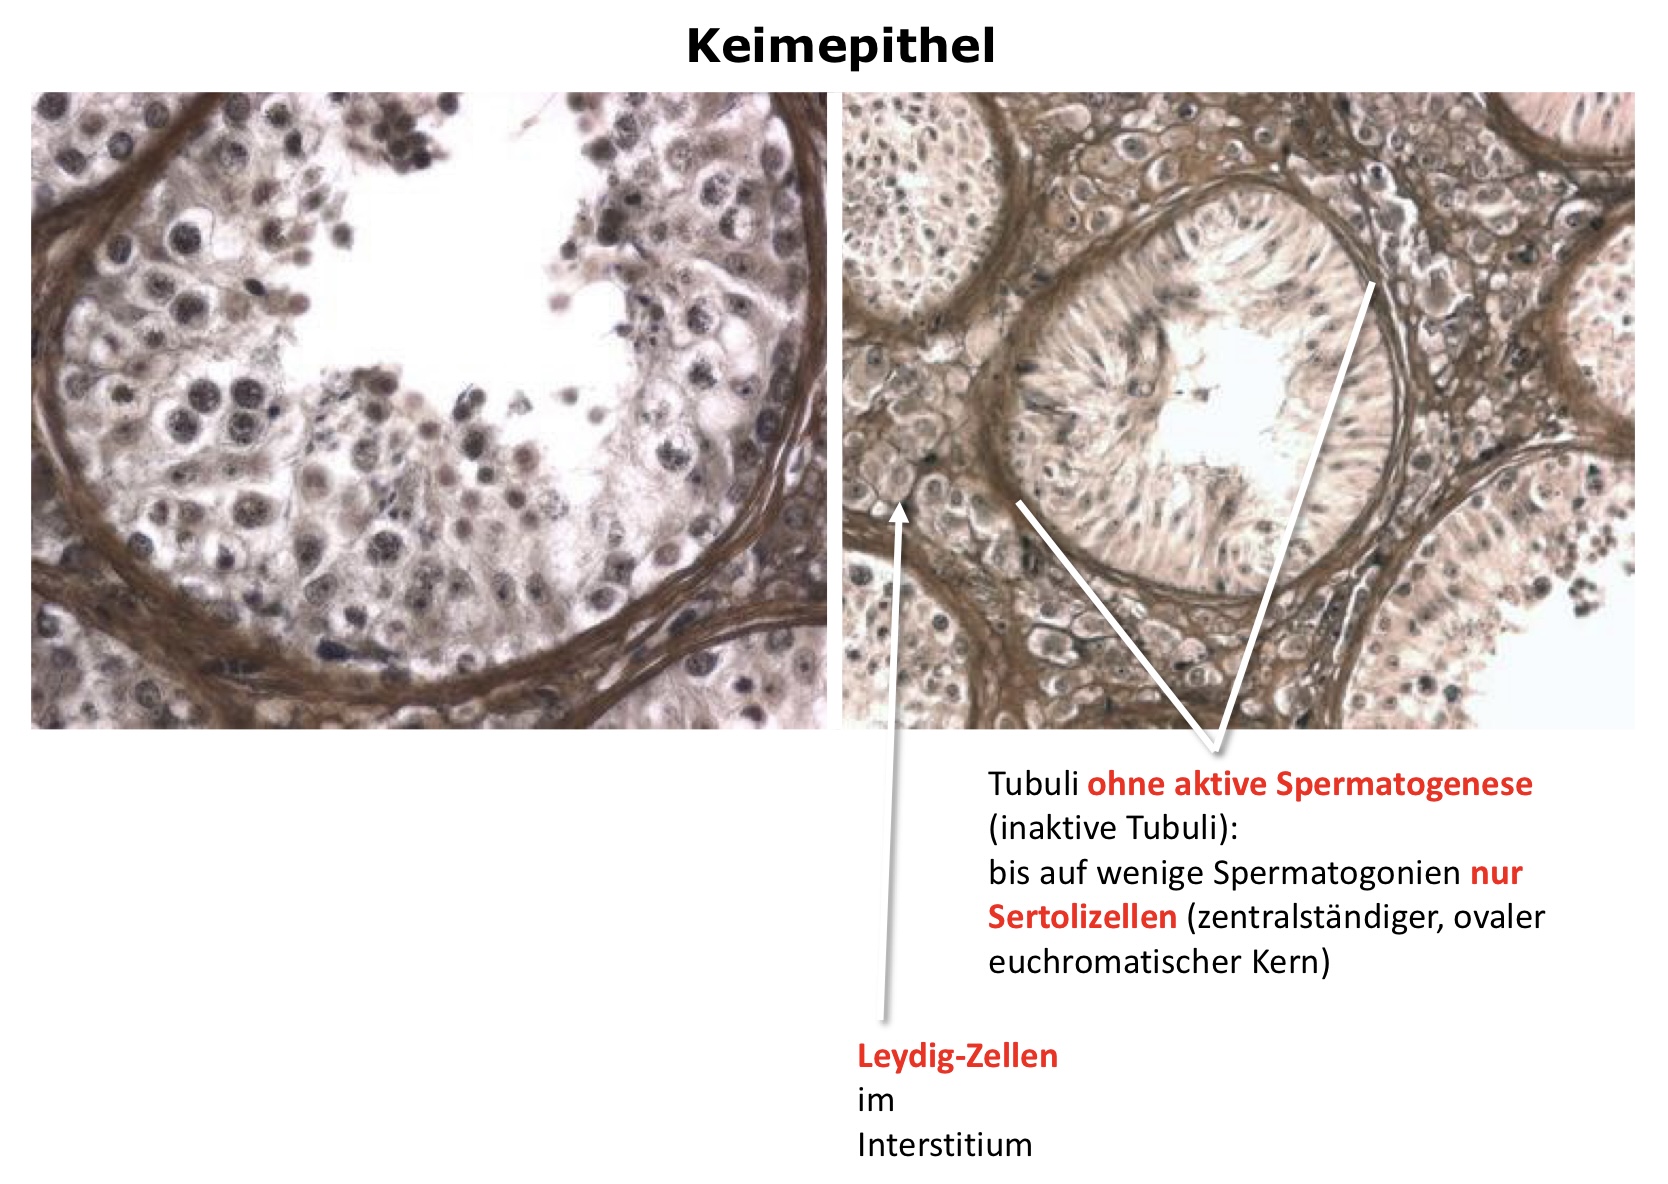 Keimepithel
Tubuli ohne aktive Spermatogenese
(inaktive Tubuli):
bis auf wenige Spermatogonien nur
Sertolizellen (zentralständiger, ovaler
euchromatischer Kern)
Leydig-Zellen
im
Interstitium